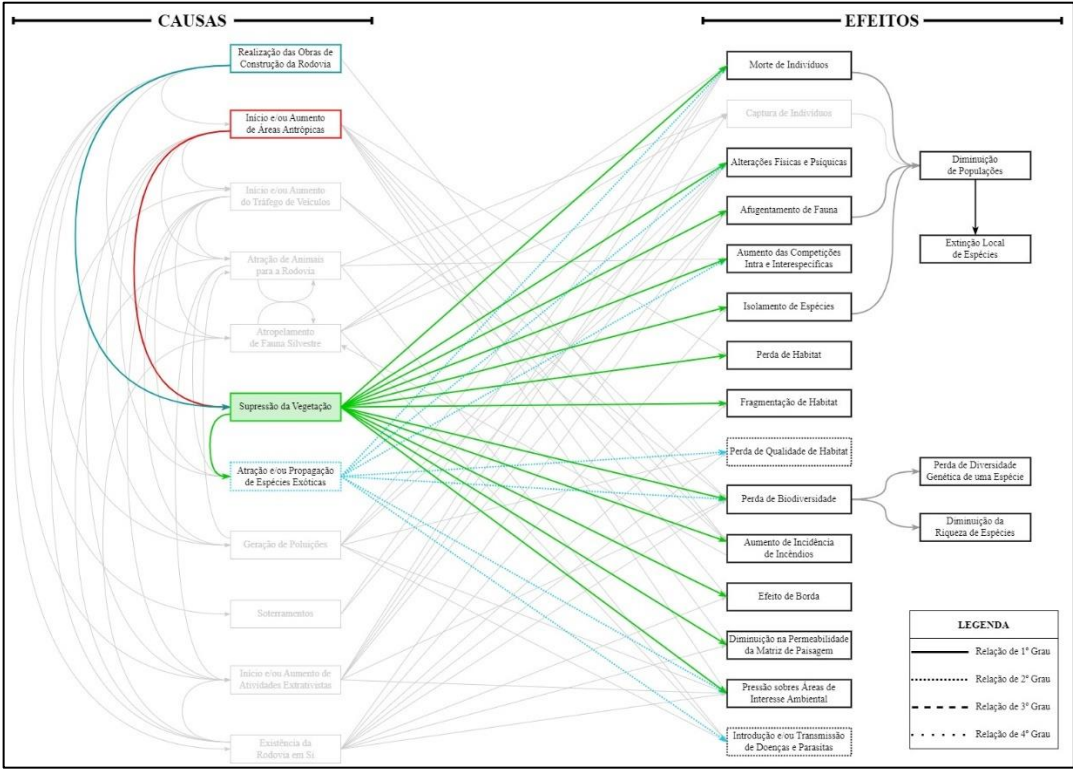 CAUSAS
EFEITOS
Realização das Obras de
Construção da Rodovia
Início e/ou Aumento
de Áreas Antrópicas
Início e/ou Aumento
do Tráfego de Veículos
Atração de Animais
para a Rodovia
Atropelamento
de Fauna Silvestre
Supressão da Vegetação
Atração e/ou Propagação
de Espécies Exóticas
Geração de Poluições
Soterramentos
Início e/ou Aumento de
Atividades Extrativistas
Existência da
Rodovia em Si
Morte de Indivíduos
Captura de Indivíduos
Alterações Físicas e Psíquicas
Afugentamento de Fauna
Aumento das Competições
Intra e Interespecíficas
Isolamento de Espécies
Perda de Habitat
Fragmentação de Habitat
Perda de Qualidade de Habitat
Perda de Biodiversidade
Aumento de Incidência
de Incêndios
Efeito de Borda
Diminuição na Permeabilidade
da Matriz de Paisagem
Pressão sobre Áreas de
Interesse Ambiental
Introdução e/ou Transmissão
de Doenças e Parasitas
Diminuição
de Populações
Extinção Local
de Espécies
Perda de Diversidade
Genética de uma Espécie
Diminuição da
Riqueza de Espécies
LEGENDA
Relação de 1º Grau
Relação de 2º Grau
Relação de 3º Grau
Relação de 4º Grau